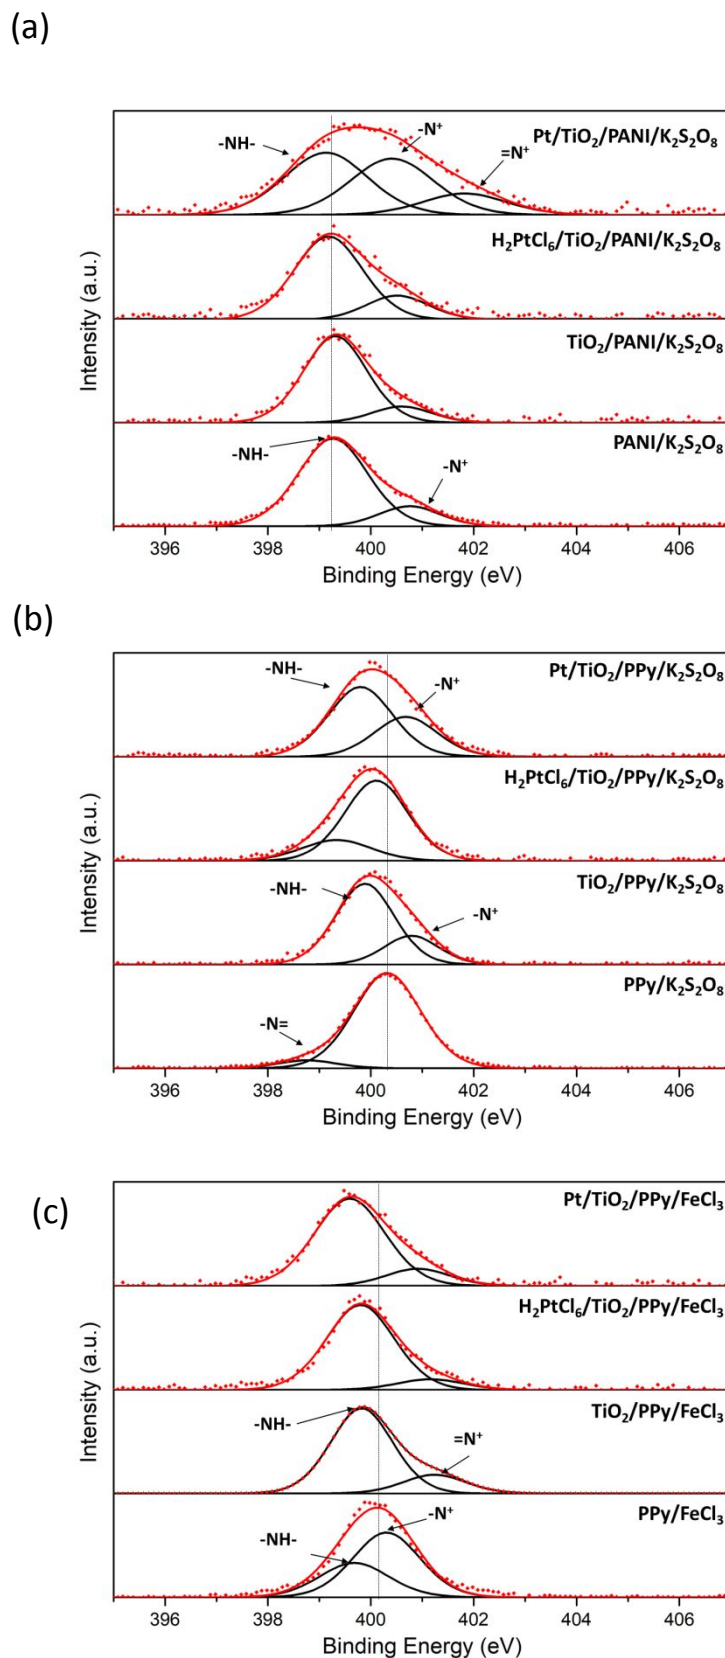 (a)
Pt/TiO₂/PANI/K₂S₂O₈
-NH-
-N⁺
=N⁺
H₂PtCl₆/TiO₂/PANI/K₂S₂O₈
TiO₂/PANI/K₂S₂O₈
PANI/K₂S₂O₈
-NH-
-N⁺
Intensity (a.u.)
396 398 400 402 404 406
Binding Energy (eV)
(b)
Pt/TiO₂/PPy/K₂S₂O₈
-NH-
-N⁺
H₂PtCl₆/TiO₂/PPy/K₂S₂O₈
TiO₂/PPy/K₂S₂O₈
-NH-
-N⁺
PPy/K₂S₂O₈
-N=
Intensity (a.u.)
396 398 400 402 404 406
Binding Energy (eV)
(c)
Pt/TiO₂/PPy/FeCl₃
H₂PtCl₆/TiO₂/PPy/FeCl₃
TiO₂/PPy/FeCl₃
-NH-
=N⁺
PPy/FeCl₃
-N⁺
-NH-
Intensity (a.u.)
396 398 400 402 404 406
Binding Energy (eV)